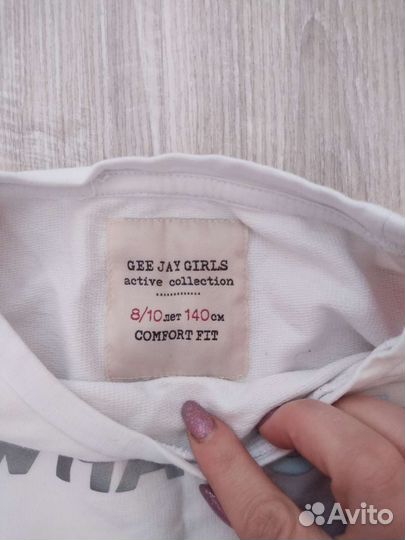 GEE JAY GIRLS
active collection
8/10 лет 140 см
COMFORT FIT
Avito